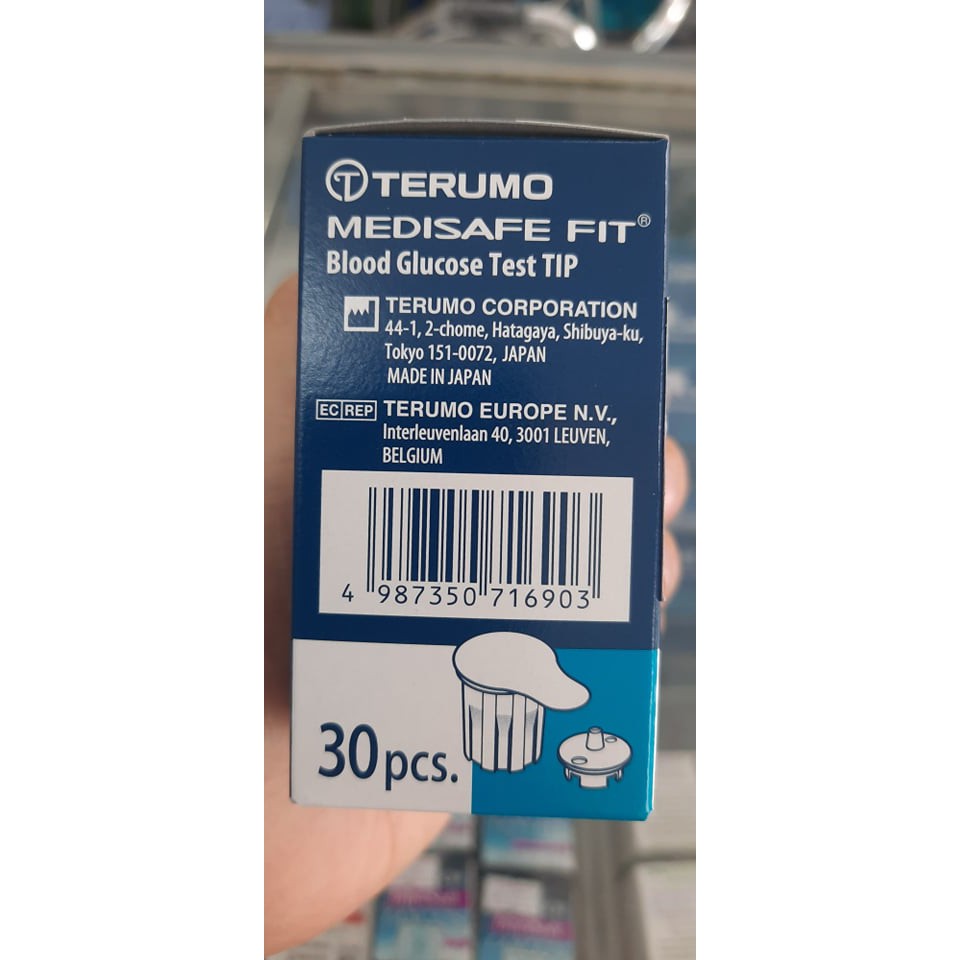 TERUMO
MEDISAFE FIT®
Blood Glucose Test TIP
TERUMO CORPORATION
44-1, 2-chome, Hatagaya, Shibuya-ku,
Tokyo 151-0072, JAPAN
MADE IN JAPAN
EC REP TERUMO EUROPE N.V.,
Interleuvenlaan 40, 3001 LEUVEN,
BELGIUM
4 987350 716903
30 pcs.